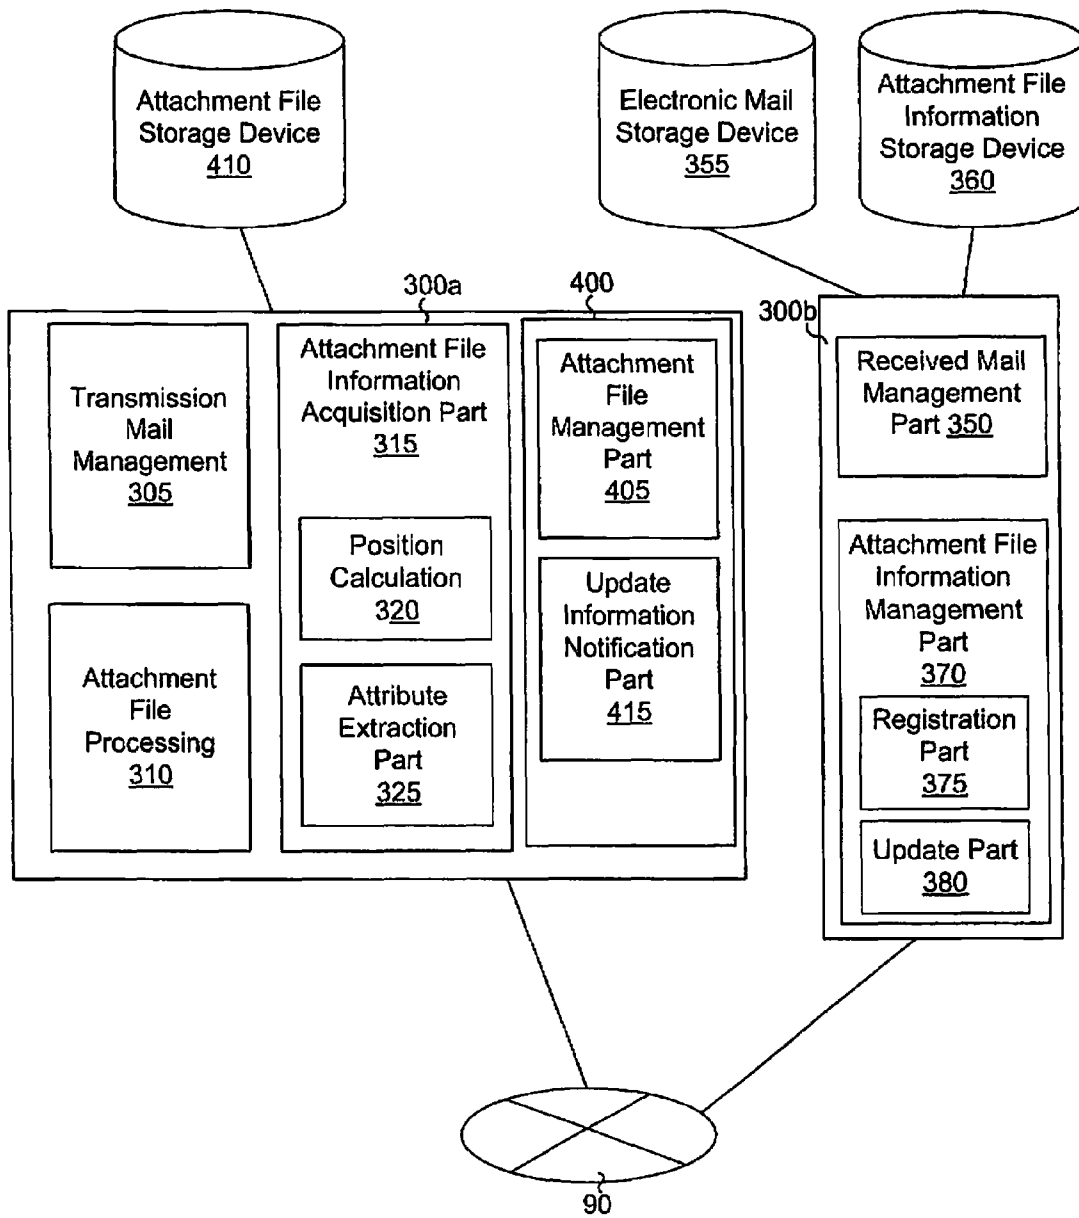 Attachment File
Storage Device
410
Electronic Mail
Storage Device
355
Attachment File
Information
Storage Device
360
300a
400
300b
Transmission
Mail
Management
305
Attachment
File
Processing
310
Attachment File
Information
Acquisition Part
315
Position
Calculation
320
Attribute
Extraction
Part
325
Attachment
File
Management
Part
405
Update
Information
Notification
Part
415
Received Mail
Management
Part 350
Attachment File
Information
Management
Part
370
Registration
Part
375
Update Part
380
90